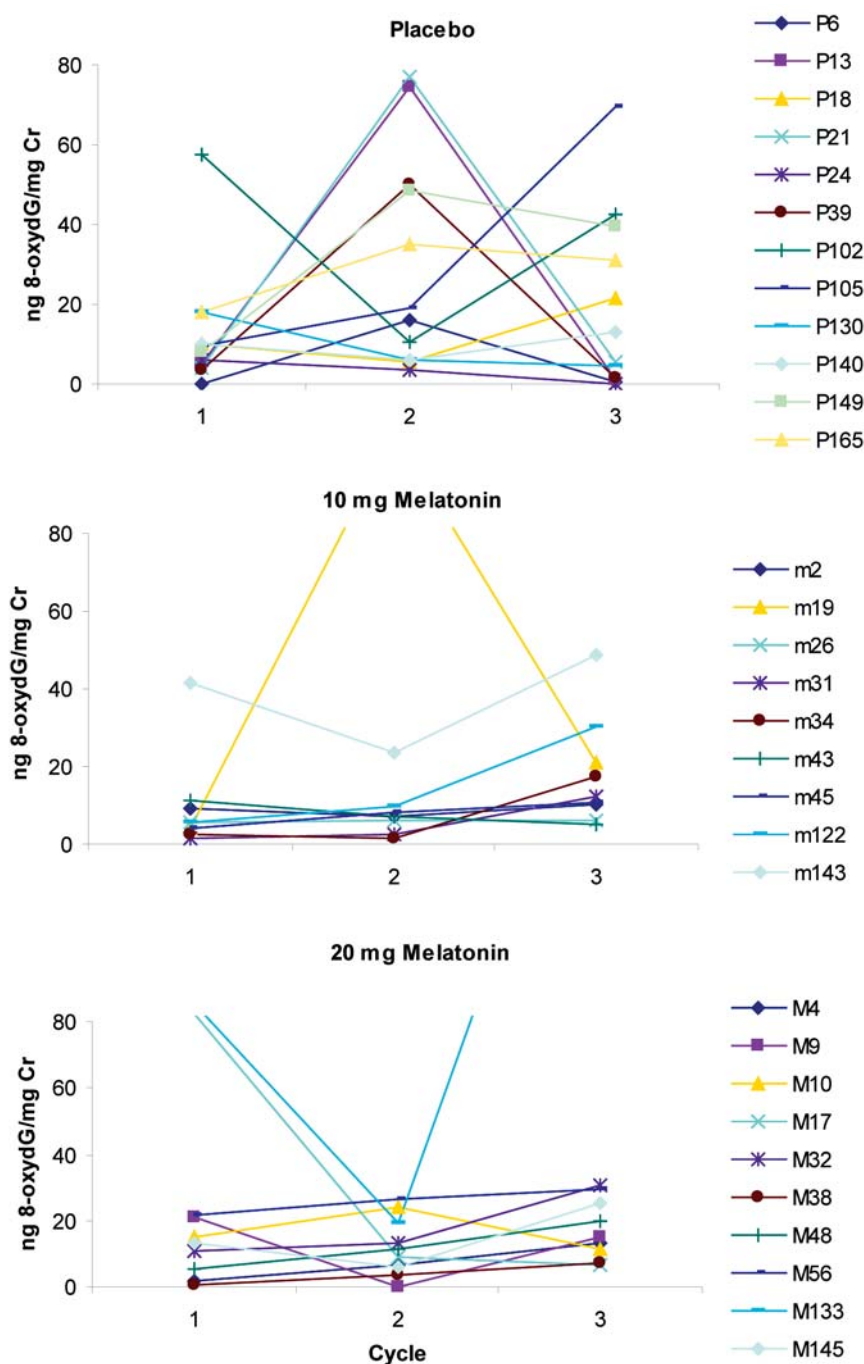 Placebo
ng 8-oxydG/mg Cr
80
60
40
20
0
1 2 3
P6
P13
P18
P21
P24
P39
P102
P105
P130
P140
P149
P165
10 mg Melatonin
ng 8-oxydG/mg Cr
80
60
40
20
0
1 2 3
m2
m19
m26
m31
m34
m43
m45
m122
m143
20 mg Melatonin
ng 8-oxydG/mg Cr
80
60
40
20
0
1 2 3
Cycle
M4
M9
M10
M17
M32
M38
M48
M56
M133
M145